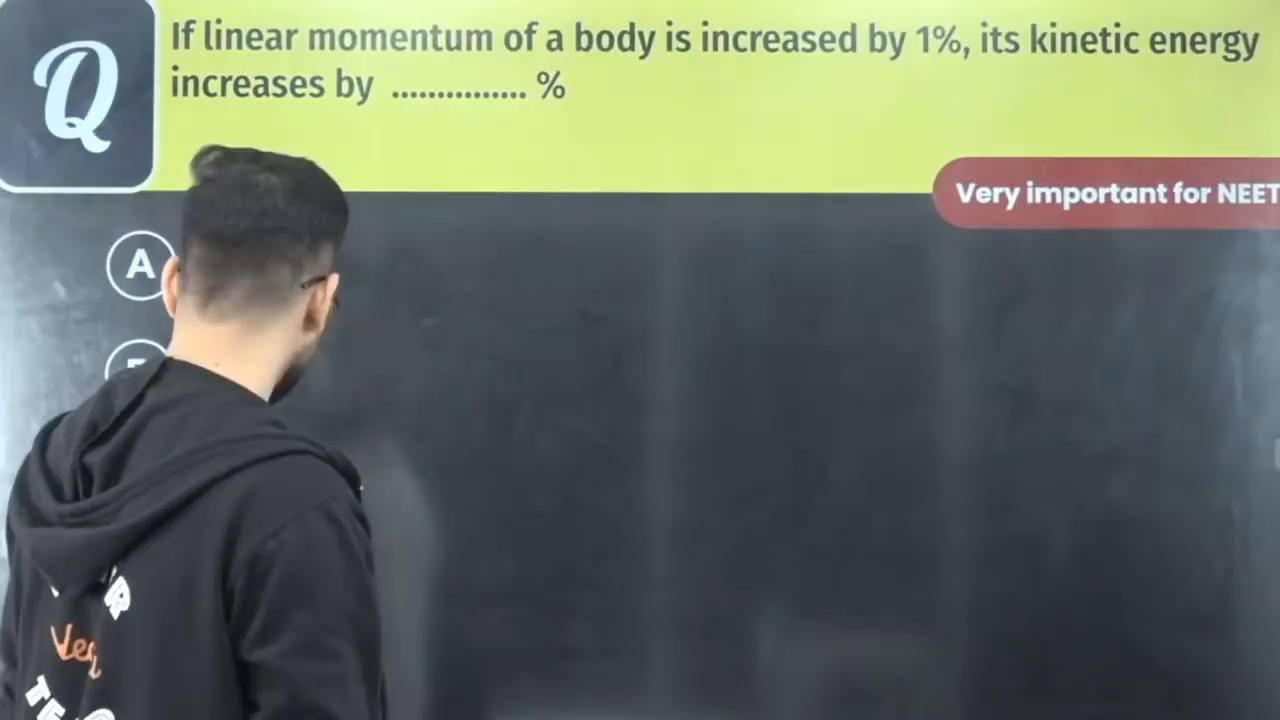 Q
If linear momentum of a body is increased by 1%, its kinetic energy
increases by ............... %
Very important for NEET
A